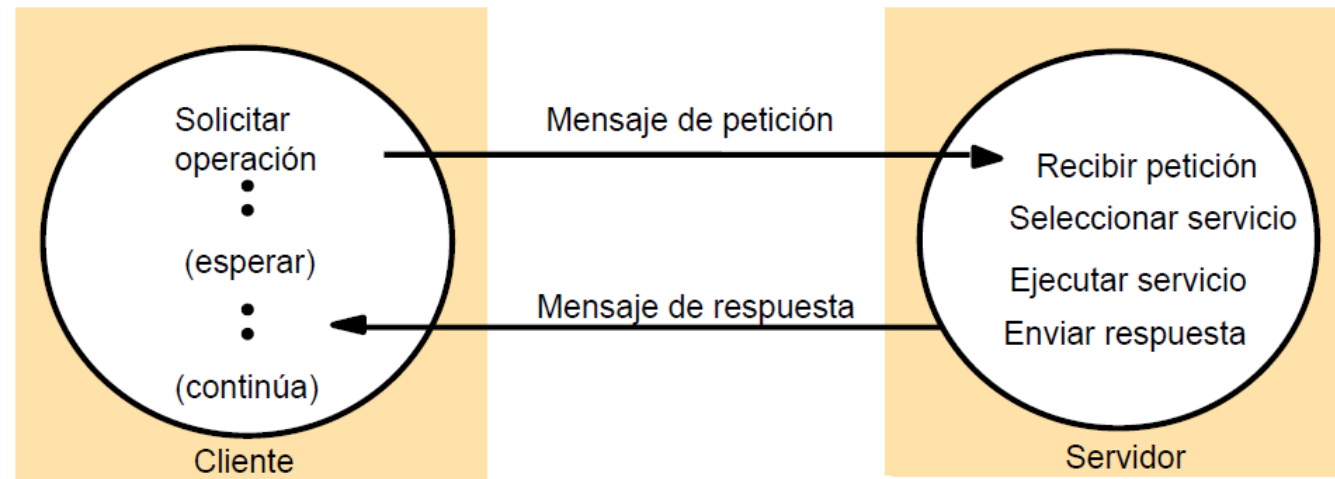 Solicitar
operación
(esperar)
(continúa)
Cliente
Mensaje de petición
Mensaje de respuesta
Recibir petición
Seleccionar servicio
Ejecutar servicio
Enviar respuesta
Servidor